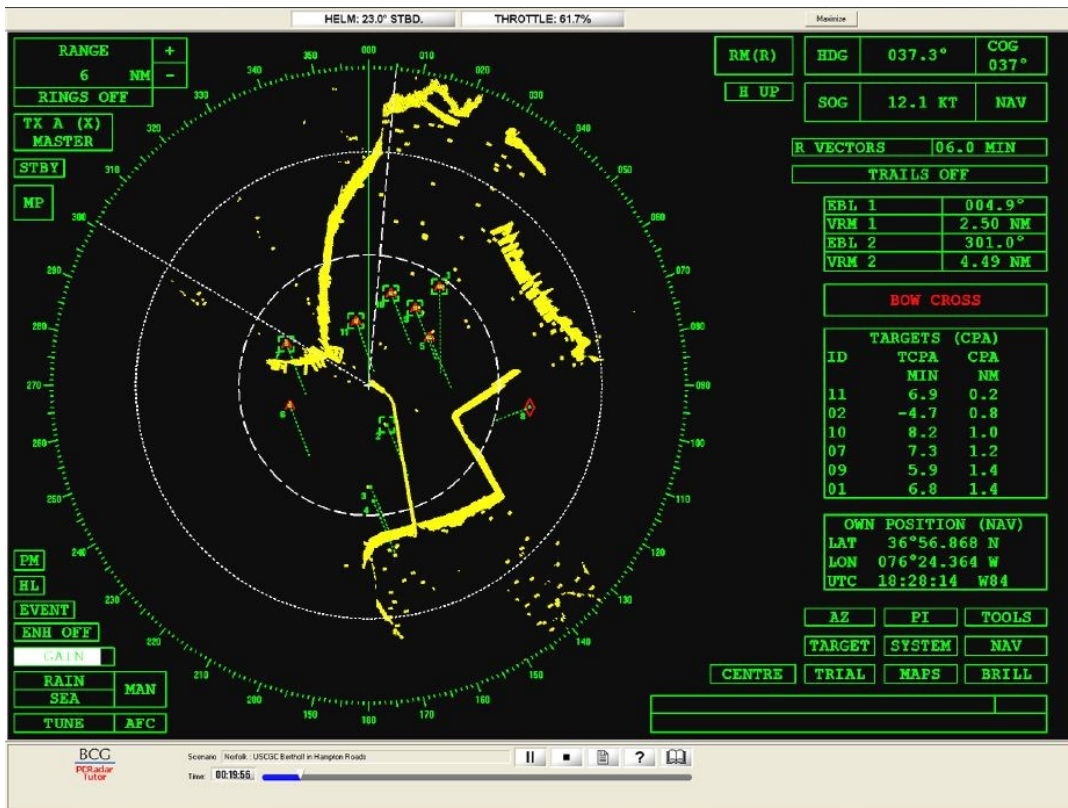 HELM: 23.0° STBD. THROTTLE: 61.7% Maximize
RANGE +
6 NM -
RINGS OFF
TX A (X)
MASTER
STBY
MP
RM(R)
H UP
HDG 037.3° COG 037°
SOG 12.1 KT NAV
R VECTORS 06.0 MIN
TRAILS OFF
EBL 1 004.9°
VRM 1 2.50 NM
EBL 2 301.0°
VRM 2 4.49 NM
BOW CROSS
TARGETS (CPA)
ID TCPA CPA
MIN NM
11 6.9 0.2
02 -4.7 0.8
10 8.2 1.0
07 7.3 1.2
09 5.9 1.4
01 6.8 1.4
OWN POSITION (NAV)
LAT 36°56.868 N
LON 076°24.364 W
UTC 18:28:14 W84
000
010
020
030
040
050
060
070
080
090
100
110
120
130
140
150
160
170
180
190
200
210
220
230
240
250
260
270
280
290
300
310
320
330
340
350
11
5
6
2
8
3
4
PM
HL
EVENT
ENH OFF
GAIN
RAIN
SEA
MAN
TUNE AFC
AZ PI TOOLS
TARGET SYSTEM NAV
CENTRE TRIAL MAPS BRILL
BCG
PCRadar
Tutor
Scenario Norfolk : USCGC Bertholf in Hampton Roads
Time: 00:19:56
?